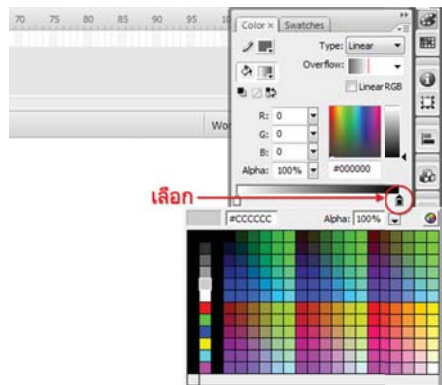 70 75 80 85 90 95
Color × Swatches
Type: Linear
Overflow:
Linear RGB
R: 0
Wo
G: 0
B: 0
Alpha: 100% #000000
เลือก
#CCCCCC Alpha: 100%